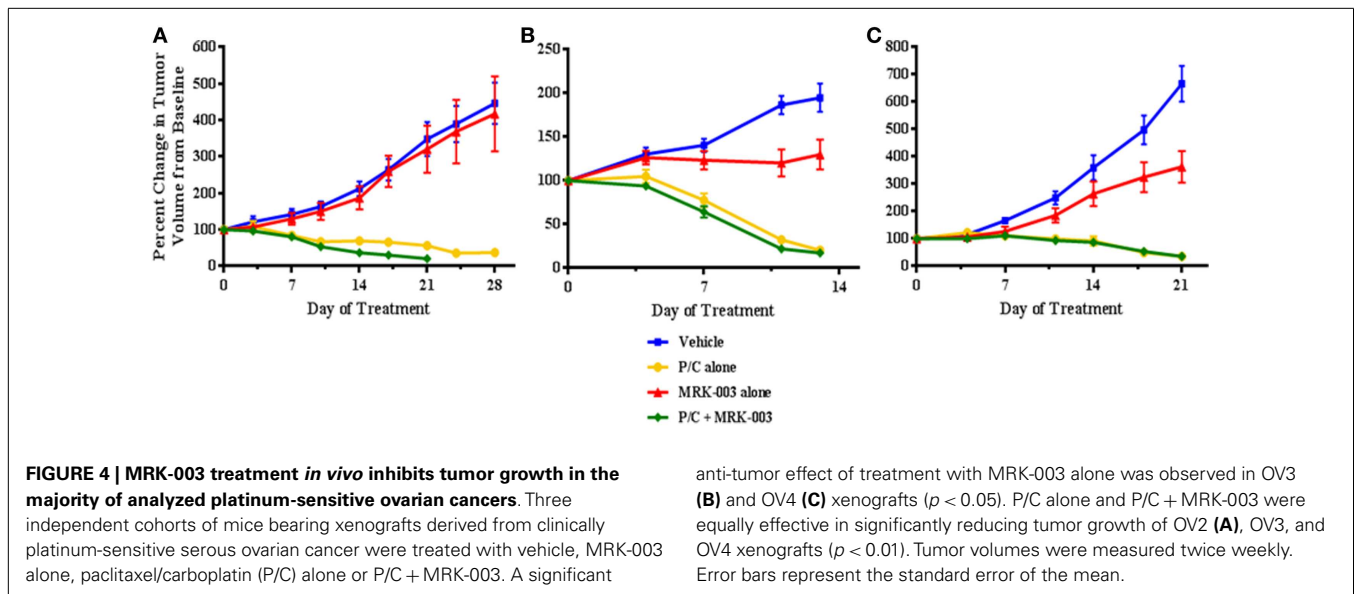 A
Percent Change in Tumor
Volume from Baseline
600
500
400
300
200
100
0
0 7 14 21 28
Day of Treatment
B
250
200
150
100
50
0
0 7 14
Day of Treatment
C
800
700
600
500
400
300
200
100
0
0 7 14 21
Day of Treatment
Vehicle
P/C alone
MRK-003 alone
P/C + MRK-003
FIGURE 4 | MRK-003 treatment in vivo inhibits tumor growth in the
majority of analyzed platinum-sensitive ovarian cancers. Three
independent cohorts of mice bearing xenografts derived from clinically
platinum-sensitive serous ovarian cancer were treated with vehicle, MRK-003
alone, paclitaxel/carboplatin (P/C) alone or P/C + MRK-003. A significant
anti-tumor effect of treatment with MRK-003 alone was observed in OV3
(B) and OV4 (C) xenografts (p < 0.05). P/C alone and P/C + MRK-003 were
equally effective in significantly reducing tumor growth of OV2 (A), OV3, and
OV4 xenografts (p < 0.01). Tumor volumes were measured twice weekly.
Error bars represent the standard error of the mean.